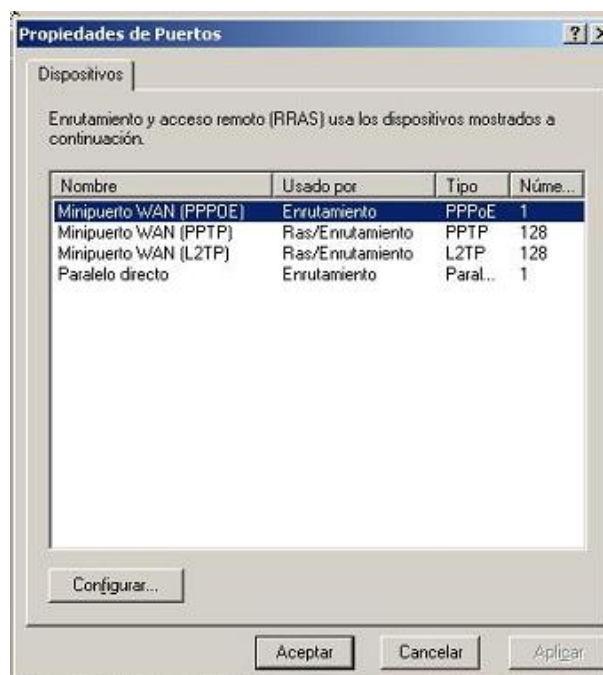 Propiedades de Puertos
Dispositivos
Enrutamiento y acceso remoto (RRAS) usa los dispositivos mostrados a
continuación.
Nombre Usado por Tipo Núme...
Minipuerto WAN (PPPOE) Enrutamiento PPPoE 1
Minipuerto WAN (PPTP) Ras/Enrutamiento PPTP 128
Minipuerto WAN (L2TP) Ras/Enrutamiento L2TP 128
Paralelo directo Enrutamiento Paral... 1
Configurar...
Aceptar Cancelar Aplicar